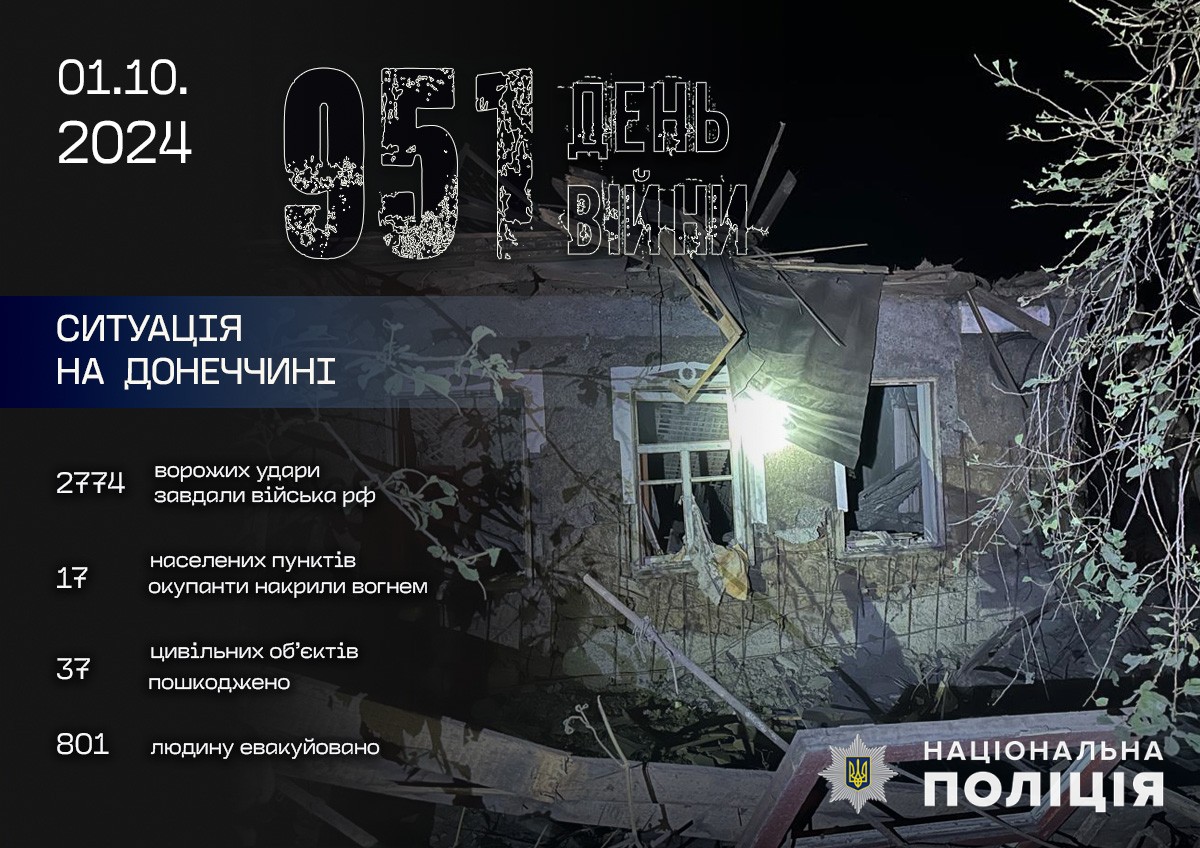 01.10.
2024
951
ДЕНЬ
ВІЙНИ
СИТУАЦІЯ
НА ДОНЕЧЧИНІ
2774
ворожих удари
завдали війська рф
17
населених пунктів
окупанти накрили вогнем
37
цивільних об’єктів
пошкоджено
801
людину евакуйовано
НАЦІОНАЛЬНА
ПОЛІЦІЯ